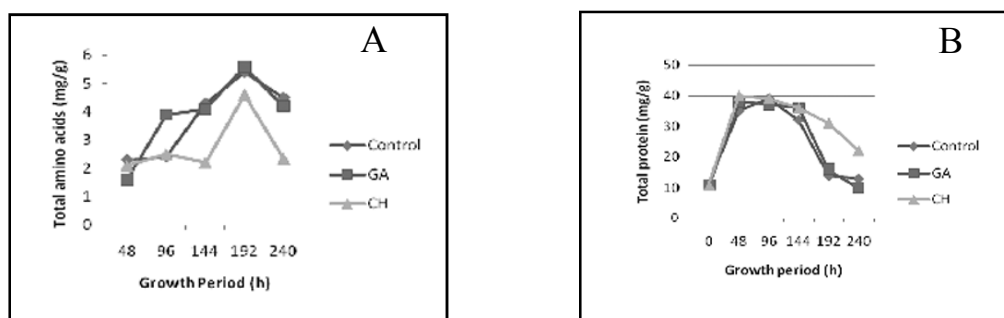 A
Total amino acids (mg/g)
6
5
4
3
2
1
0
48 96 144 192 240
Growth Period (h)
Control
GA
CH
B
Total protein (mg/g)
50
40
30
20
10
0
0 48 96 144 192 240
Growth period (h)
Control
GA
CH